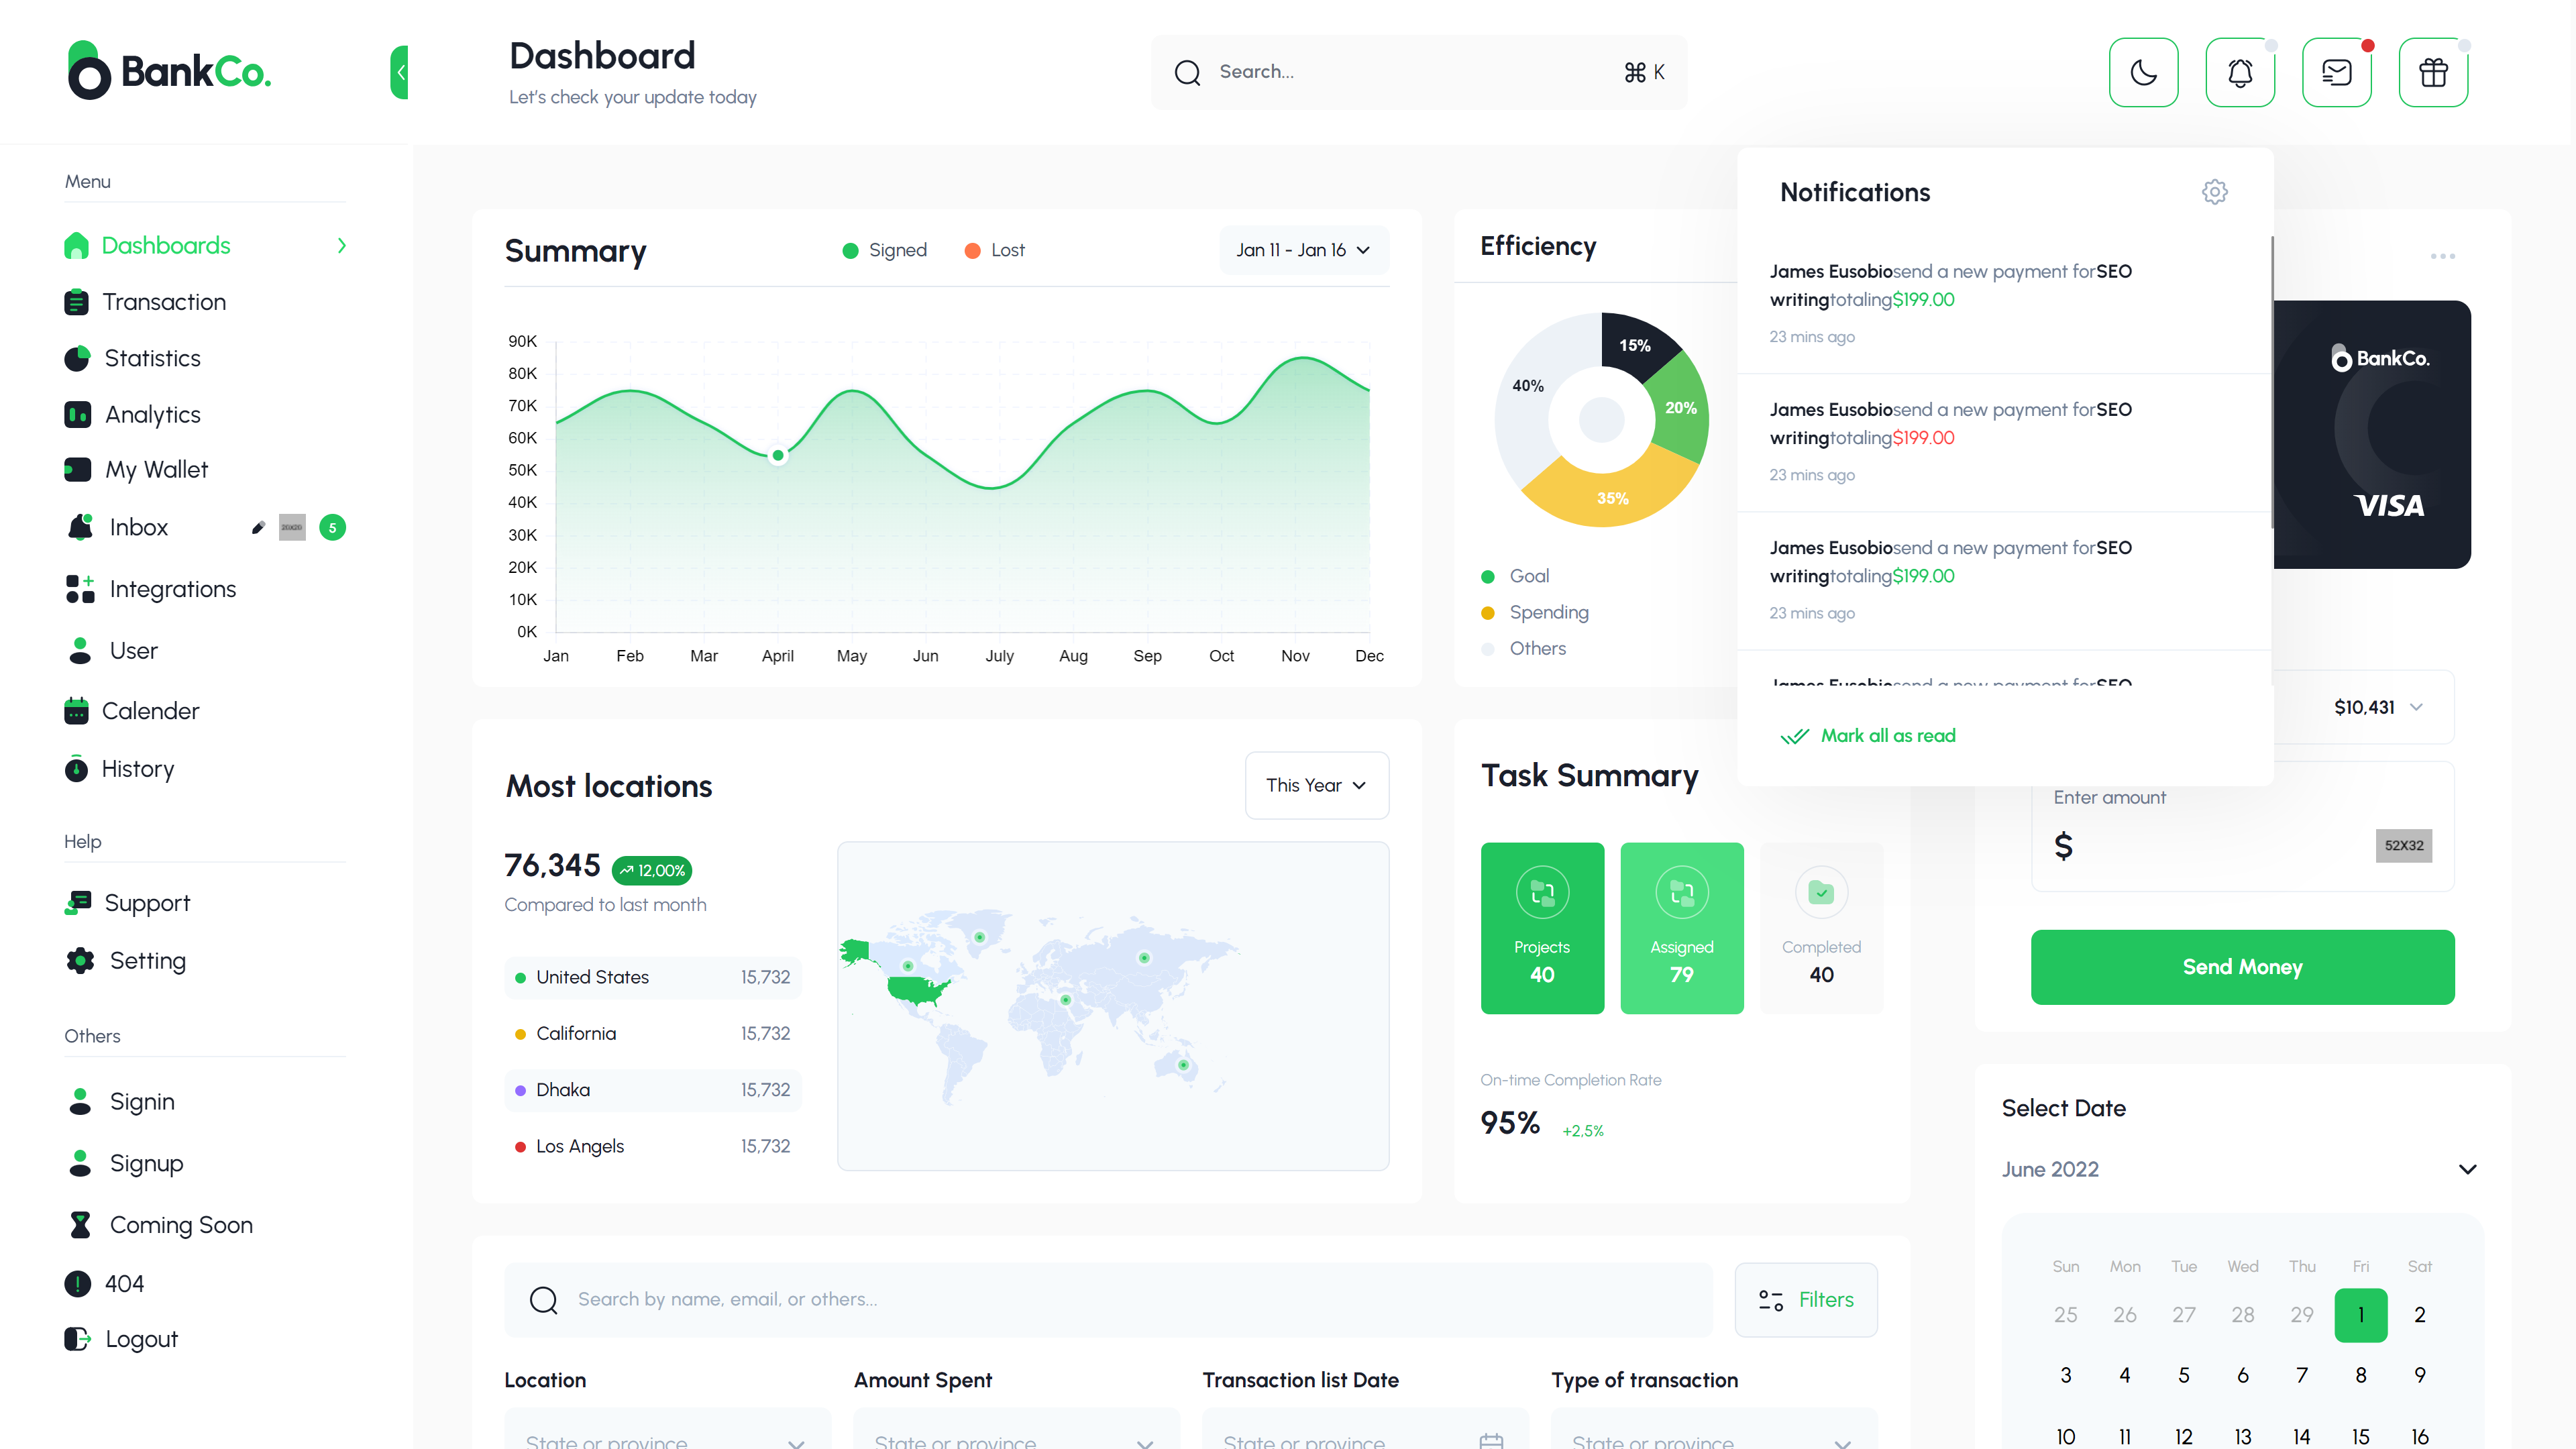 BankCo.
Dashboard
Let's check your update today
Search...
⌘ K
Menu
Dashboards
Transaction
Statistics
Analytics
My Wallet
Inbox
20X20
5
Integrations
User
Calender
History
Help
Support
Setting
Others
Signin
Signup
Coming Soon
404
Logout
Summary
Signed
Lost
Jan 11 - Jan 16
90K
80K
70K
60K
50K
40K
30K
20K
10K
0K
Jan Feb Mar April May Jun July Aug Sep Oct Nov Dec
Efficiency
15%
20%
35%
40%
Goal
Spending
Others
Notifications
James Eusobiosend a new payment forSEO
writingtotaling$199.00
23 mins ago
James Eusobiosend a new payment forSEO
writingtotaling$199.00
23 mins ago
James Eusobiosend a new payment forSEO
writingtotaling$199.00
23 mins ago
James Eusobiosend a new payment forSEO
Mark all as read
BankCo.
VISA
$10,431
Enter amount
$
52X32
Send Money
Most locations
This Year
76,345
12,00%
Compared to last month
United States 15,732
California 15,732
Dhaka 15,732
Los Angels 15,732
Task Summary
Projects
40
Assigned
79
Completed
40
On-time Completion Rate
95%
+2,5%
Select Date
June 2022
Sun Mon Tue Wed Thu Fri Sat
25 26 27 28 29 1 2
3 4 5 6 7 8 9
10 11 12 13 14 15 16
Search by name, email, or others...
Filters
Location
Amount Spent
Transaction list Date
Type of transaction
State or province
State or province
State or province
State or province